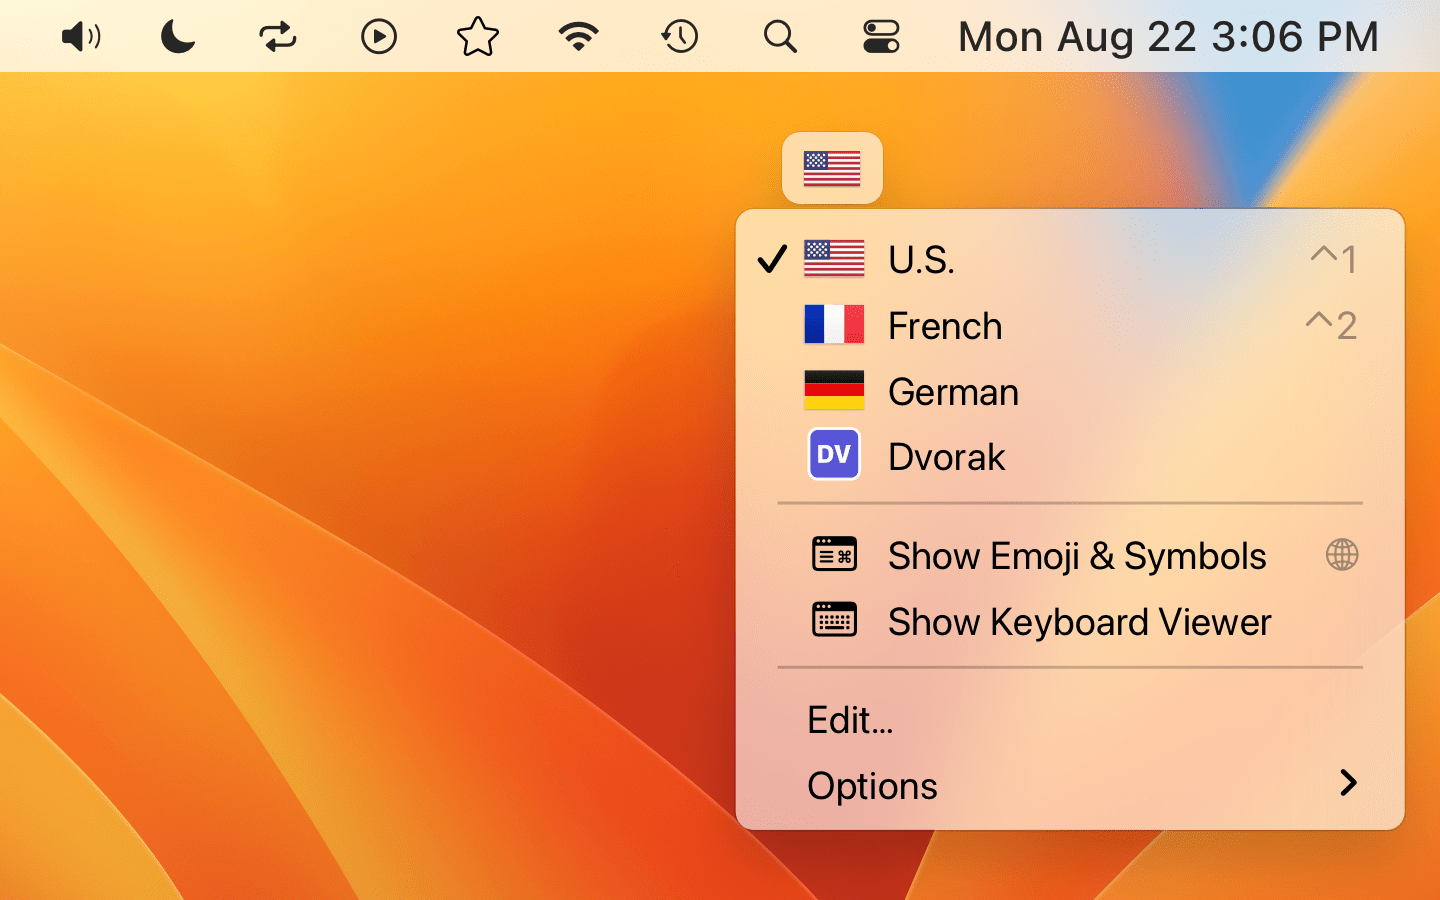 Mon Aug 22 3:06 PM
U.S. ^1
French ^2
German
DV Dvorak
Show Emoji & Symbols
Show Keyboard Viewer
Edit...
Options